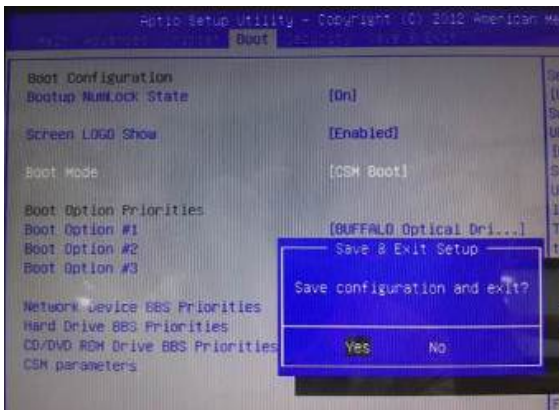 Aptio Setup Utility - Copyright (C) 2012 American
Boot
Boot Configuration
Bootup NumLock State [On]
Screen LOGO Show [Enabled]
Boot Mode [CSM Boot]
Boot Option Priorities
Boot Option #1 [BUFFALO Optical Dri...]
Boot Option #2
Boot Option #3
Network Device BBS Priorities
Hard Drive BBS Priorities
CD/DVD ROM Drive BBS Priorities
CSM parameters
Save & Exit Setup
Save configuration and exit?
Yes No